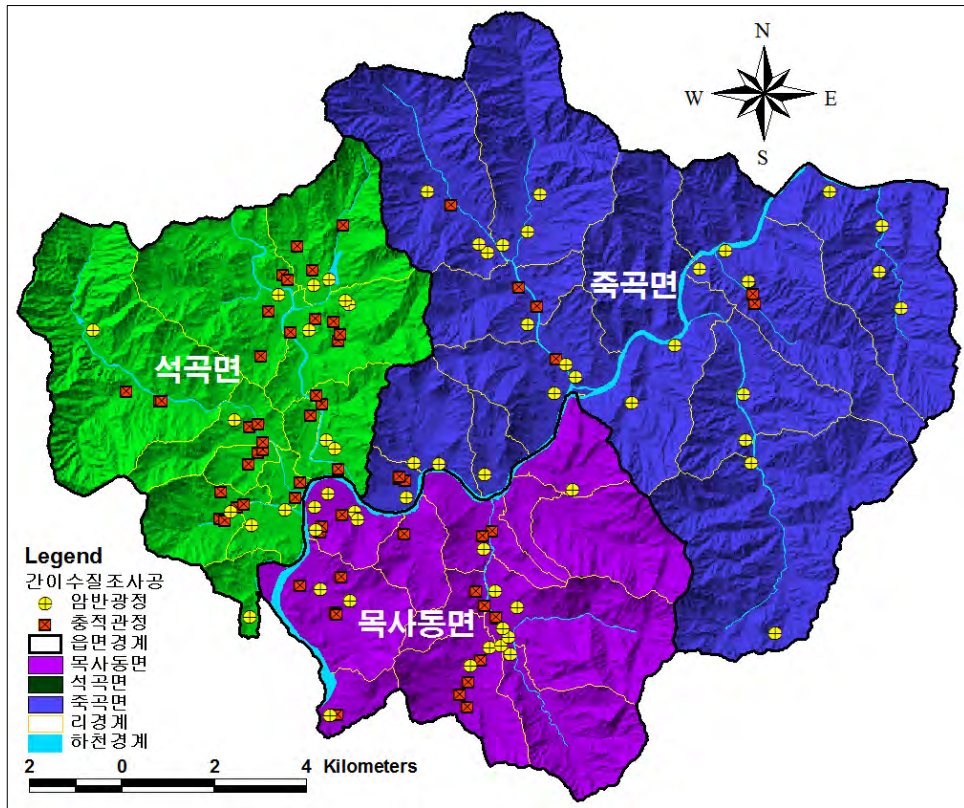 N
W E
S
죽곡면
석곡면
목사동면
Legend
간이수질조사공
암반광정
충적관정
읍면경계
목사동면
석곡면
죽곡면
리경계
하천경계
2 0 2 4 Kilometers